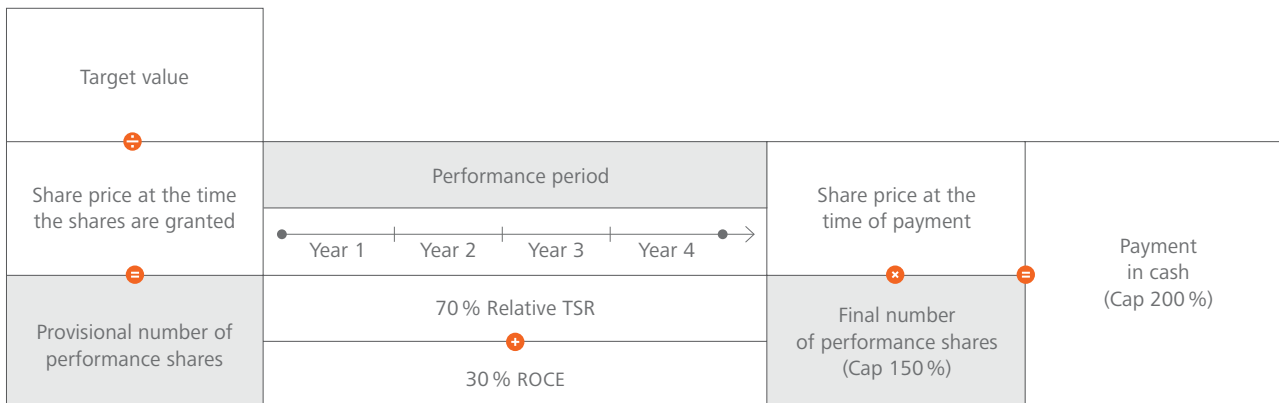 Target value
÷
Share price at the time
the shares are granted
=
Provisional number of
performance shares
Performance period
Year 1
Year 2
Year 3
Year 4
70 % Relative TSR
+
30 % ROCE
Share price at the
time of payment
×
Final number
of performance shares
(Cap 150 %)
=
Payment
in cash
(Cap 200 %)